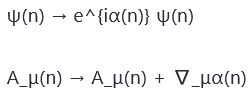 ψ(n) → e^{iα(n)} ψ(n)
A_μ(n) → A_μ(n) + ∇_μα(n)